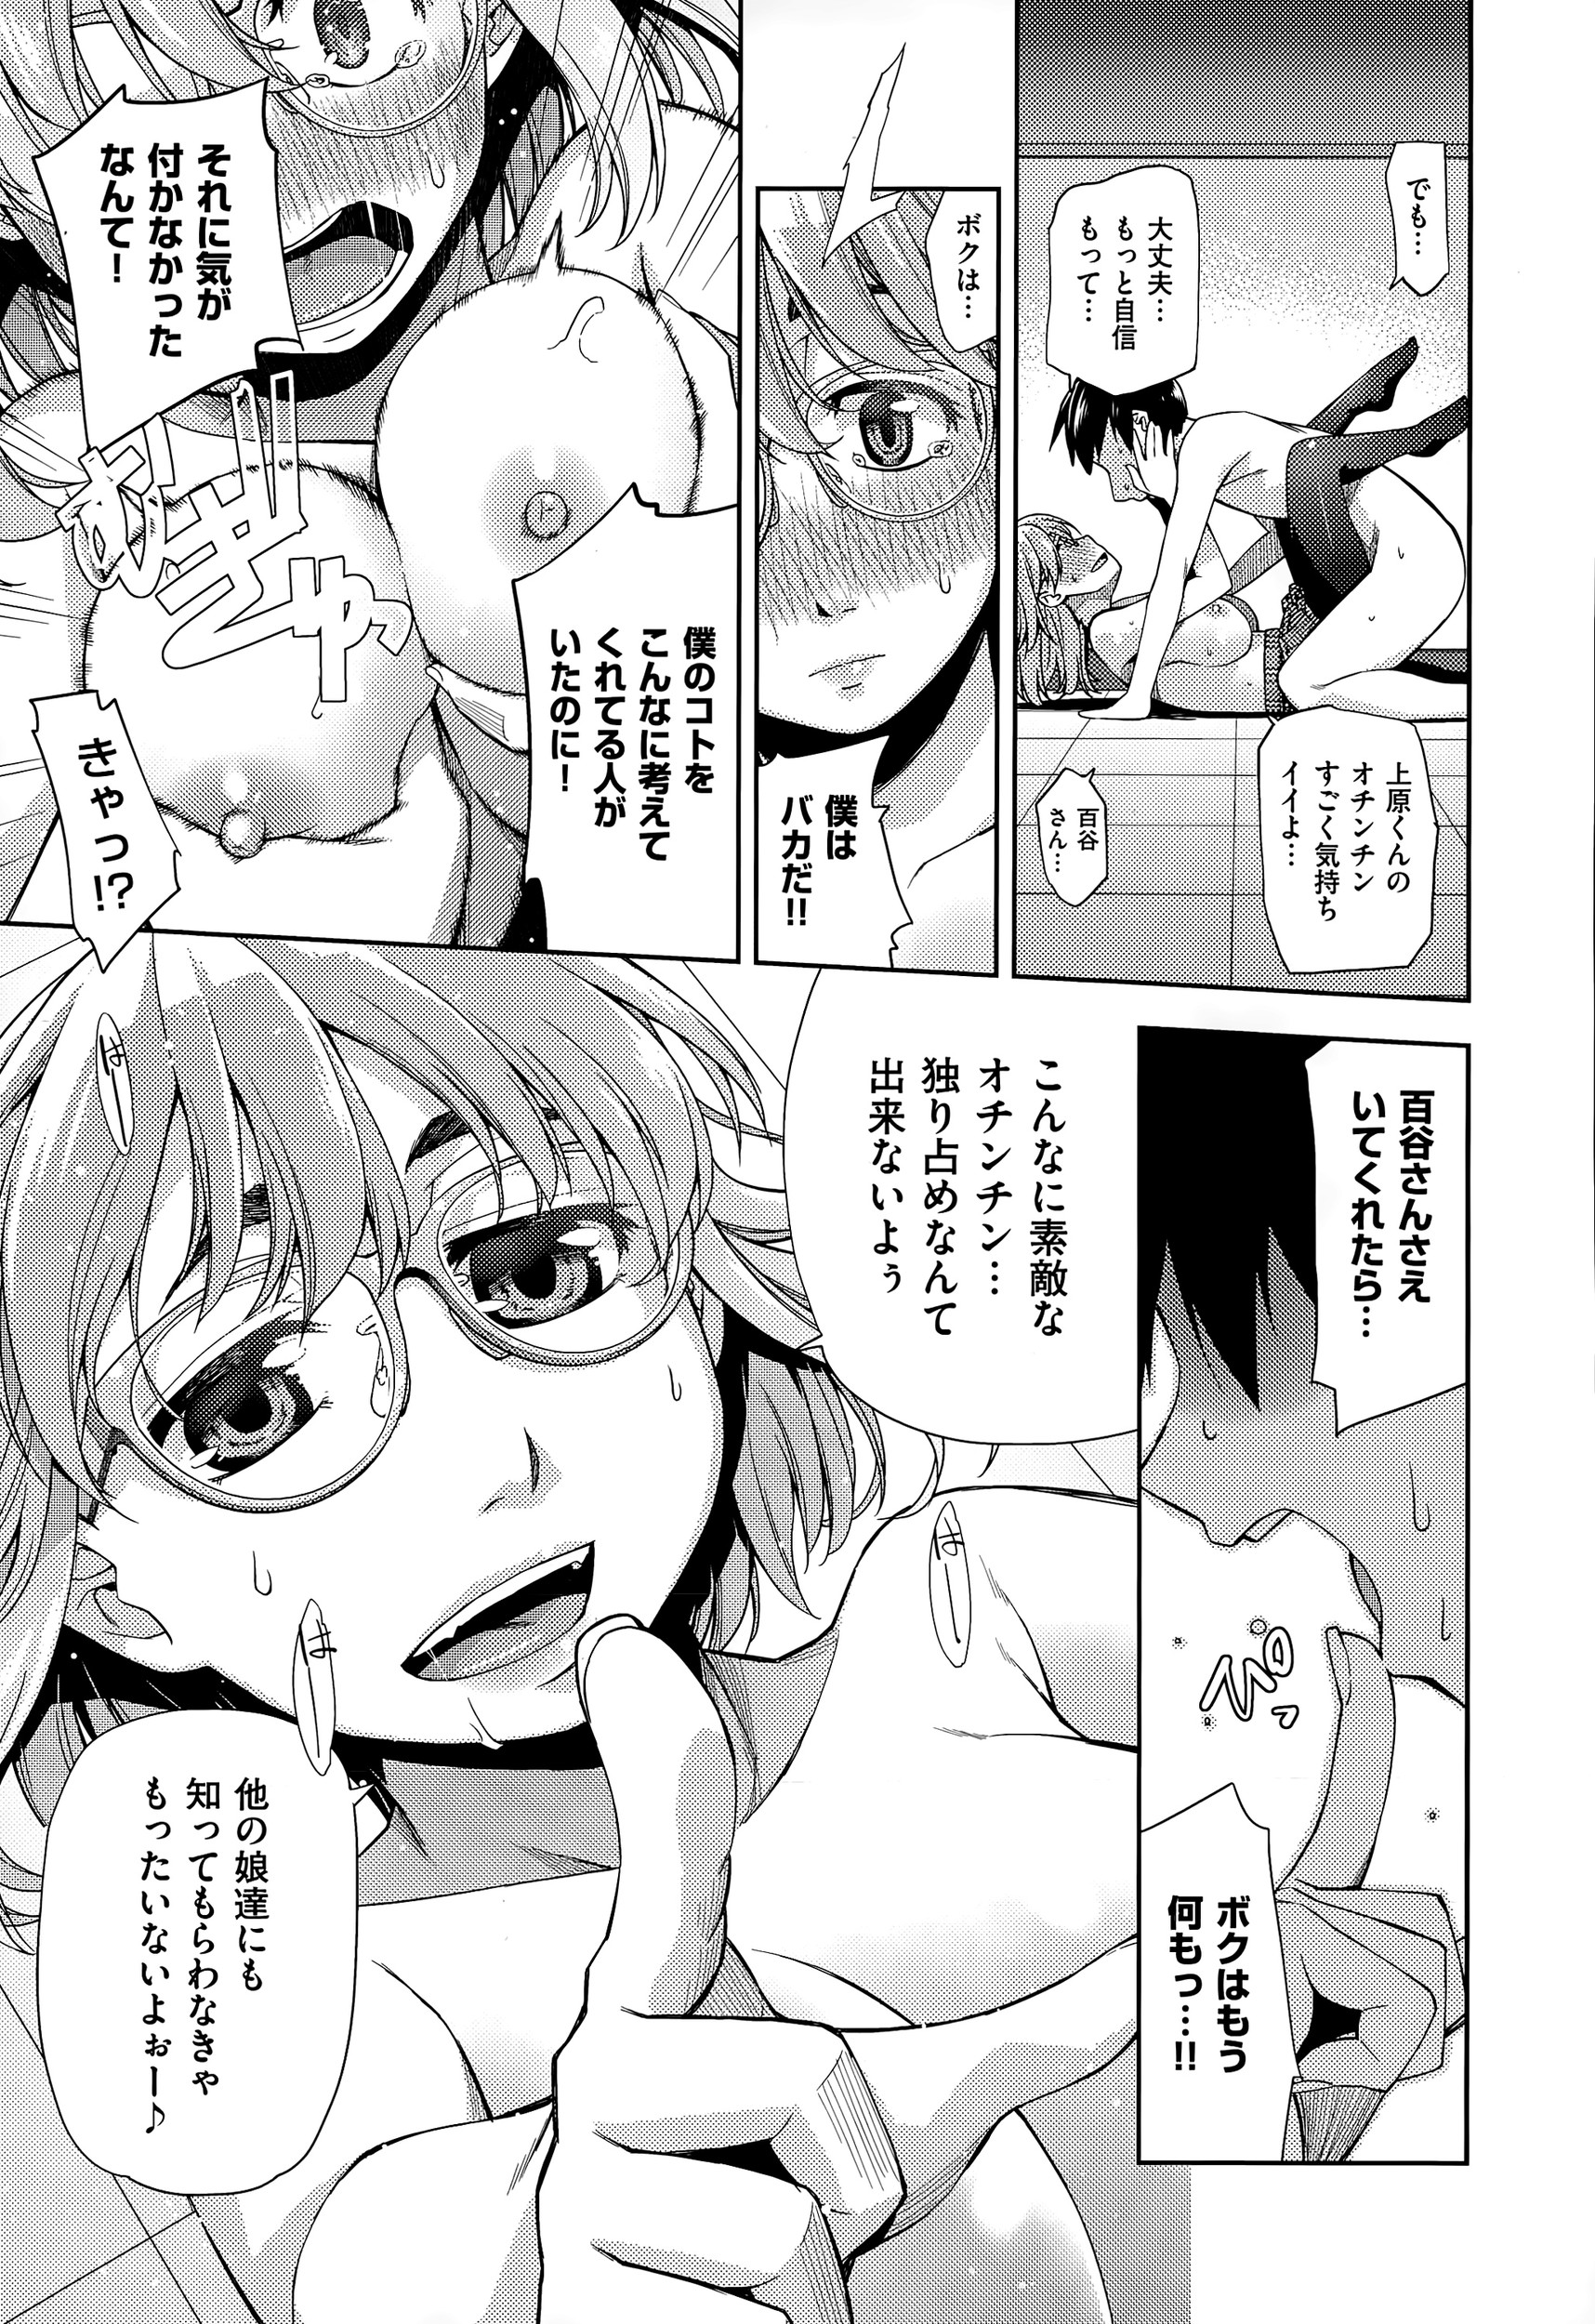 でも…
大丈夫…
もっと自信
もって…
上原くんの
オチンチン
すごく気持ち
イイよ…
百谷
さん…
ボクは…
僕は
バカだ!!
僕のコトを
こんなに考えて
くれてる人が
いたのに！
それに気が
付かなかった
なんて！
むぎゅっ
きゃっ!?
百谷さんさえ
いてくれたら…
ぴっ
ボクはもう
何もっ…!!
こんなに素敵な
オチンチン…
独り占めなんて
出来ないよぅ
はー
はー
はー
他の娘達にも
知ってもらわなきゃ
もったいないよぉー♪